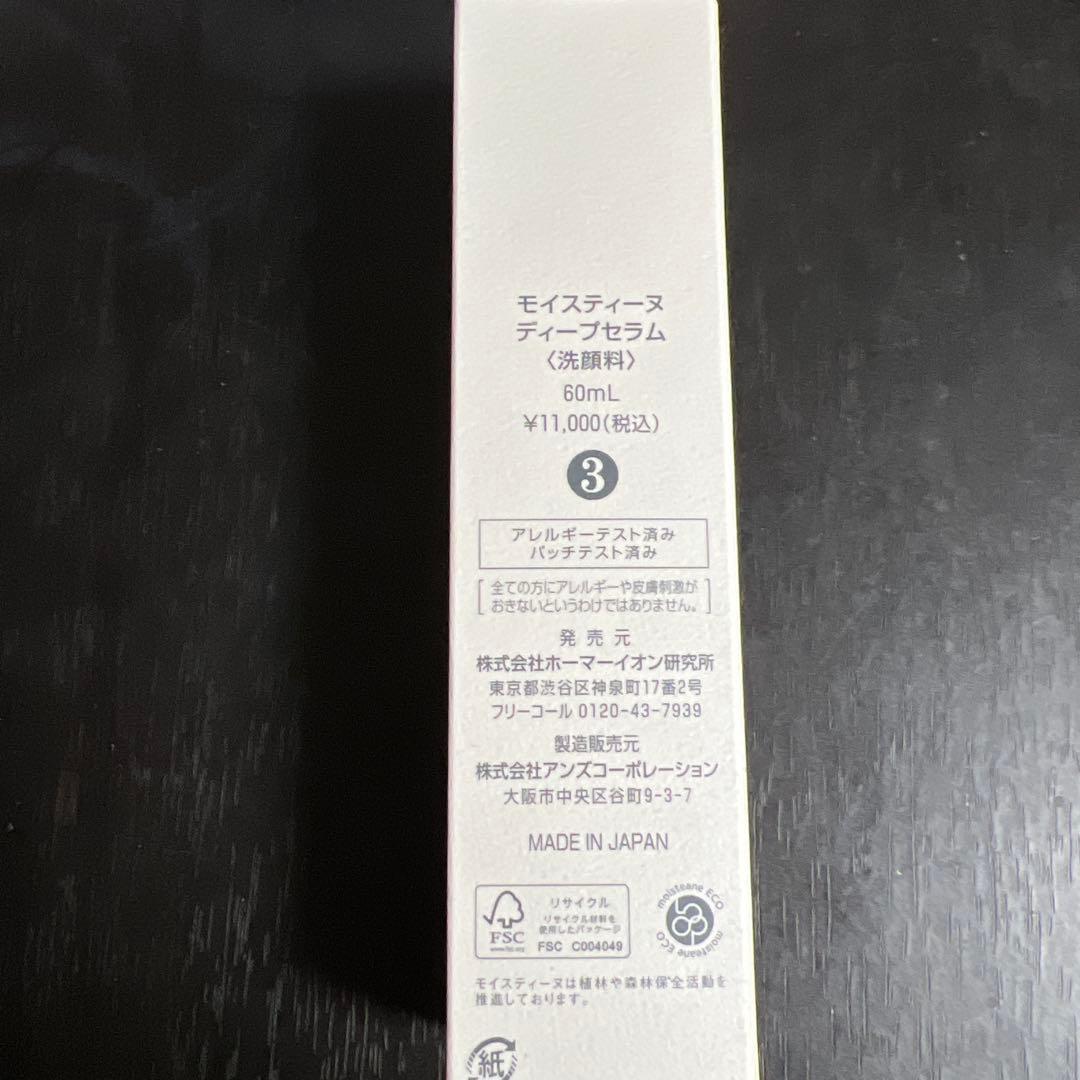 モイスティーヌ
ディープセラム
〈洗顔料〉
60mL
¥11,000(税込)
3
アレルギーテスト済み
パッチテスト済み
全ての方にアレルギーや皮膚刺激が
おきないというわけではありません。
発売元
株式会社ホーマーイオン研究所
東京都渋谷区神泉町17番2号
フリーコール 0120-43-7939
製造販売元
株式会社アンズコーポレーション
大阪市中央区谷町9-3-7
MADE IN JAPAN
FSC
www.fsc.org
リサイクル
リサイクル材料を
使用したパッケージ
FSC C004049
moisteane ECO
moisteane ECO
モイスティーヌは植林や森林保全活動を
推進しております。
紙